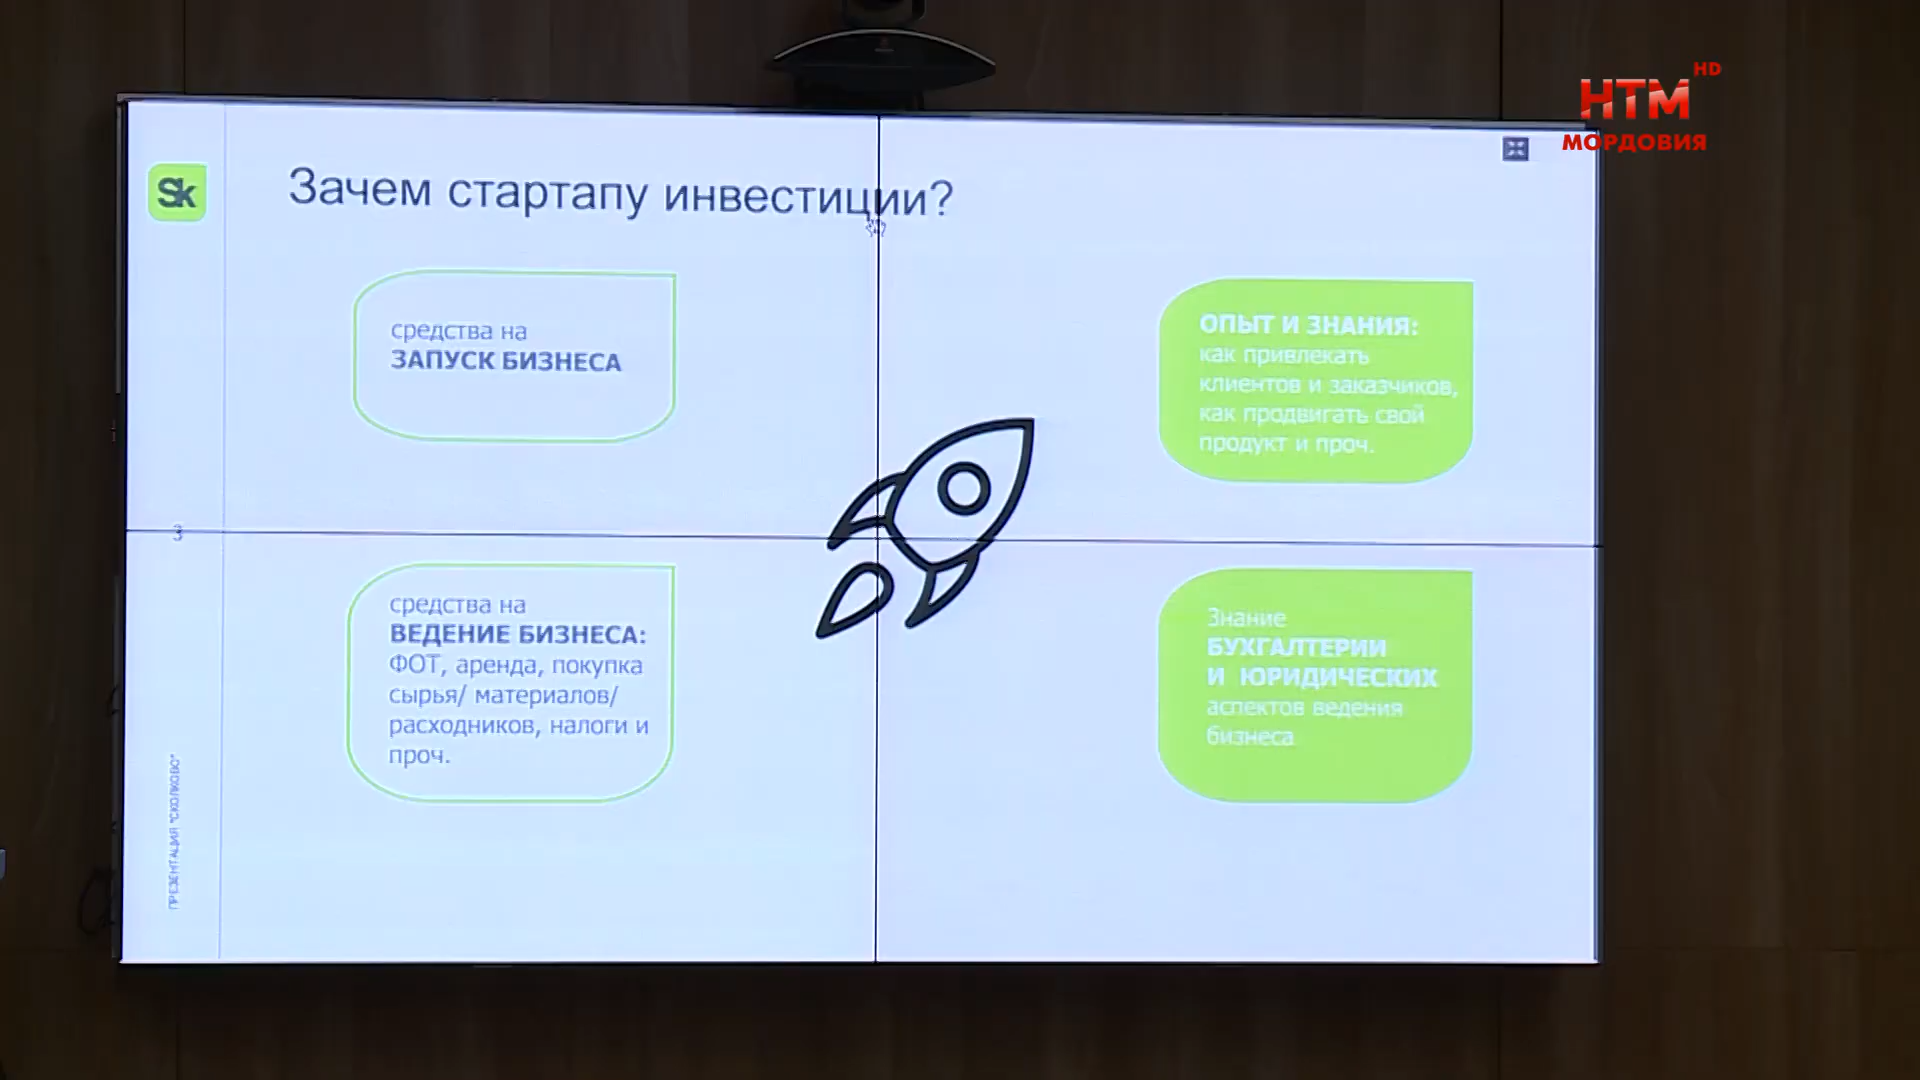 HD
НТМ
МОРДОВИЯ
Sk
Зачем стартапу инвестиции?
средства на
ЗАПУСК БИЗНЕСА
ОПЫТ И ЗНАНИЯ:
как привлекать
клиентов и заказчиков,
как продвигать свой
продукт и проч.
3
средства на
ВЕДЕНИЕ БИЗНЕСА:
ФОТ, аренда, покупка
сырья/ материалов/
расходников, налоги и
проч.
Знание
БУХГАЛТЕРИИ
И ЮРИДИЧЕСКИХ
аспектов ведения
бизнеса
ПРЕЗЕНТАЦИЯ "СКОЛКОВО"